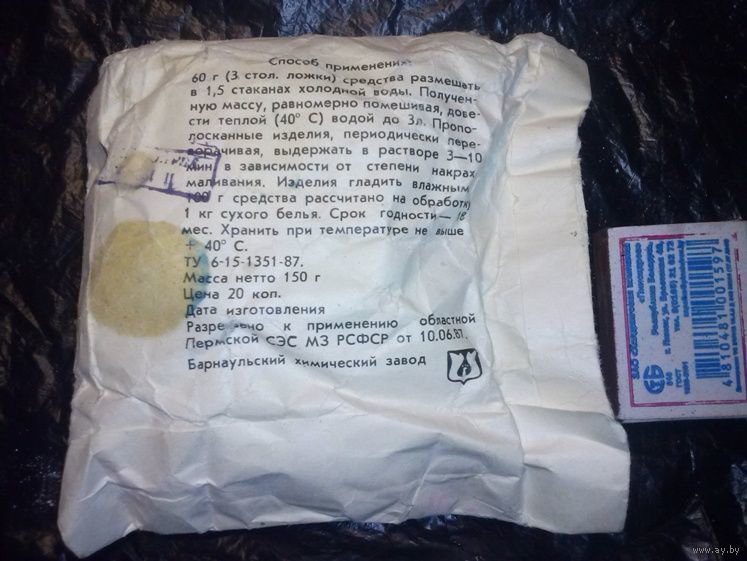 Способ применения:
60 г (3 стол. ложки) средства размешать
в 1,5 стаканах холодной воды. Получен-
ную массу, равномерно помешивая, дове-
сти теплой (40° С) водой до 3л. Пропо-
лосканные изделия, периодически пере-
ворачивая, выдержать в растворе 3—10
мин. в зависимости от степени накрах-
маливания. Изделия гладить влажным
100 г средства рассчитано на обработку
1 кг сухого белья. Срок годности— 18
мес. Хранить при температуре не выше
+ 40° С.
ТУ 6-15-1351-87.
Масса нетто 150 г
Цена 20 коп.
Дата изготовления
Разрешено к применению областной
Пермской СЭС МЗ РСФСР от 10.06.87.
Барнаульский химический завод
ГОСТ
4810481001597
www.ay.by